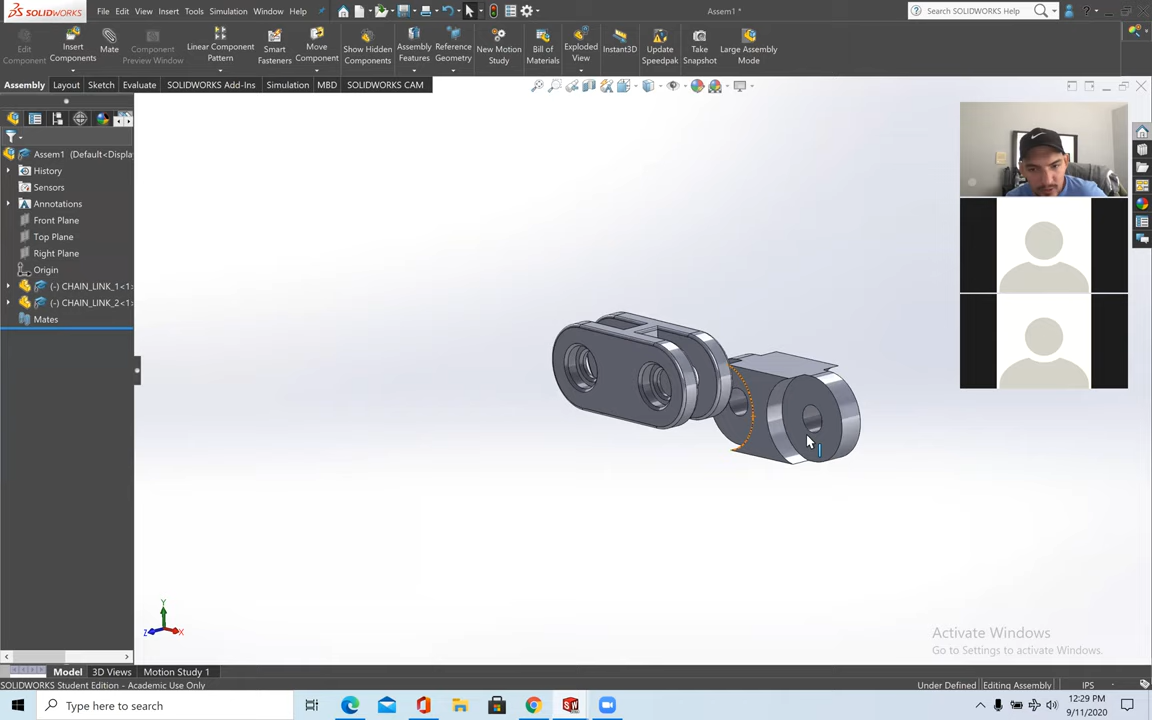 SOLIDWORKS File Edit View Insert Tools Simulation Window Help Assem1 * Search SOLIDWORKS Help
Edit Component
Insert Components
Mate
Component Preview Window
Linear Component Pattern
Smart Fasteners
Move Component
Show Hidden Components
Assembly Features
Reference Geometry
New Motion Study
Bill of Materials
Exploded View
Instant3D
Update Speedpak
Take Snapshot
Large Assembly Mode
Assembly Layout Sketch Evaluate SOLIDWORKS Add-Ins Simulation MBD SOLIDWORKS CAM
Assem1 (Default<Displa
History
Sensors
Annotations
Front Plane
Top Plane
Right Plane
Origin
(-) CHAIN_LINK_1<1:
(-) CHAIN_LINK_2<1:
Mates
Y
Z
X
Activate Windows
Go to Settings to activate Windows.
Model 3D Views Motion Study 1
SOLIDWORKS Student Edition - Academic Use Only Under Defined Editing Assembly IPS
Type here to search
12:29 PM
9/11/2020